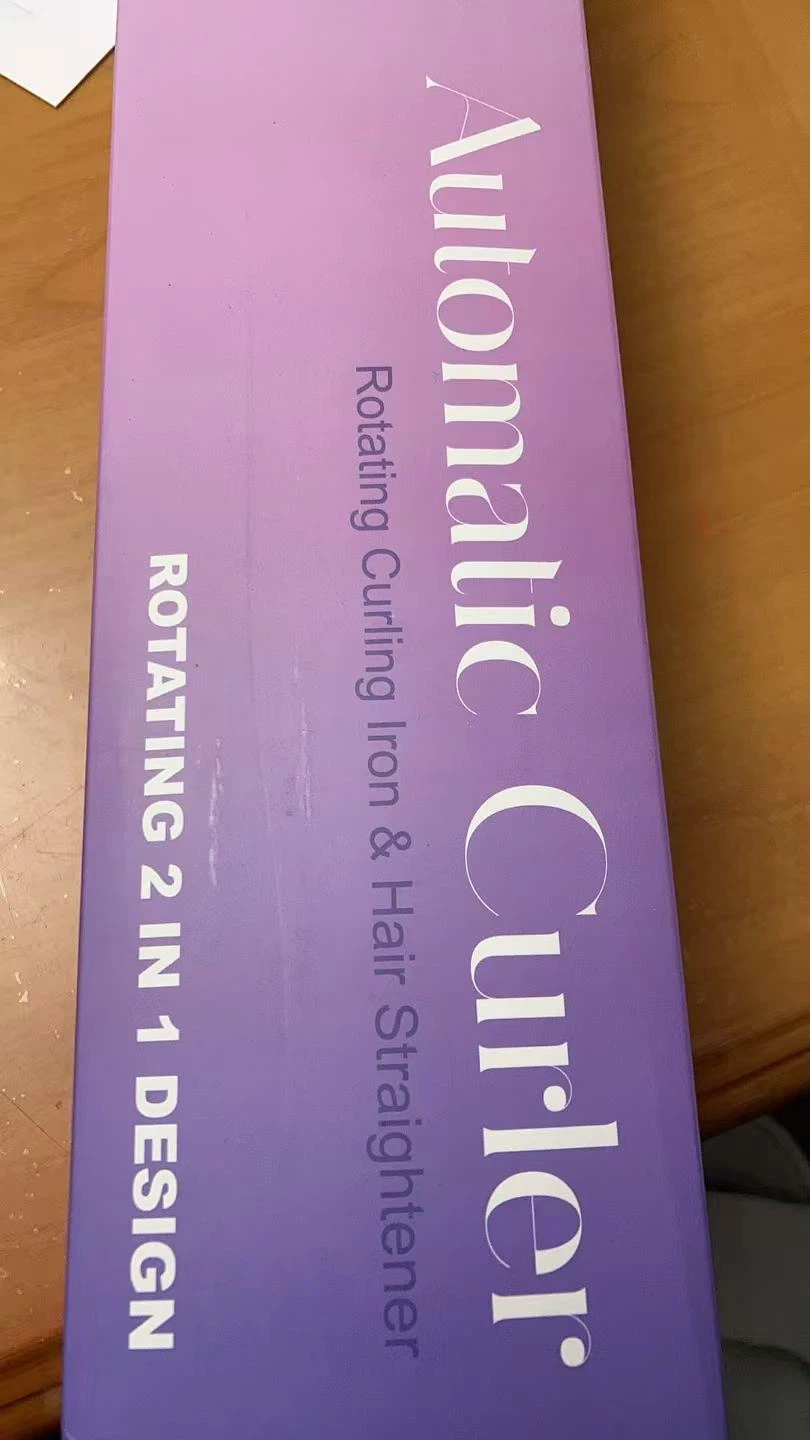 Automatic Curler
Rotating Curling Iron & Hair Straightener
ROTATING 2 IN 1 DESIGN